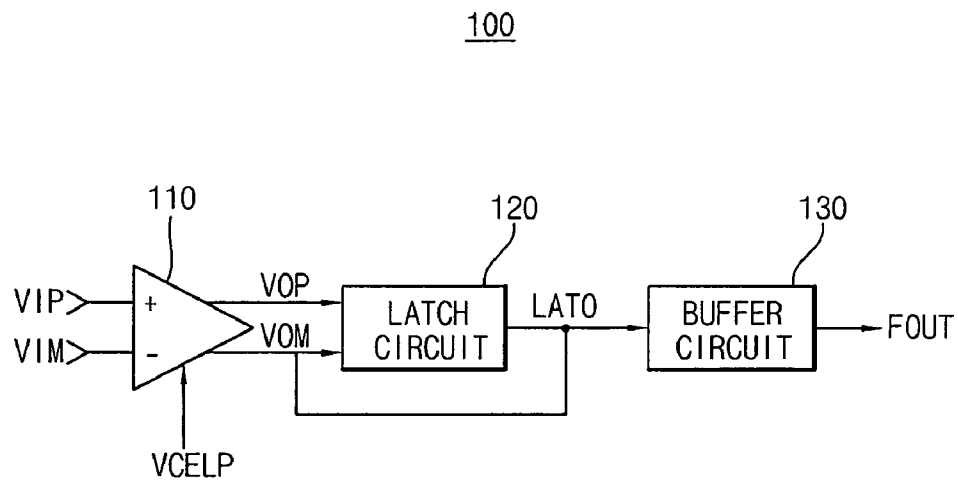 100
110
120
130
VIP
+
VOP
LATCH
CIRCUIT
LATO
BUFFER
CIRCUIT
FOUT
VIM
-
VOM
VCELP